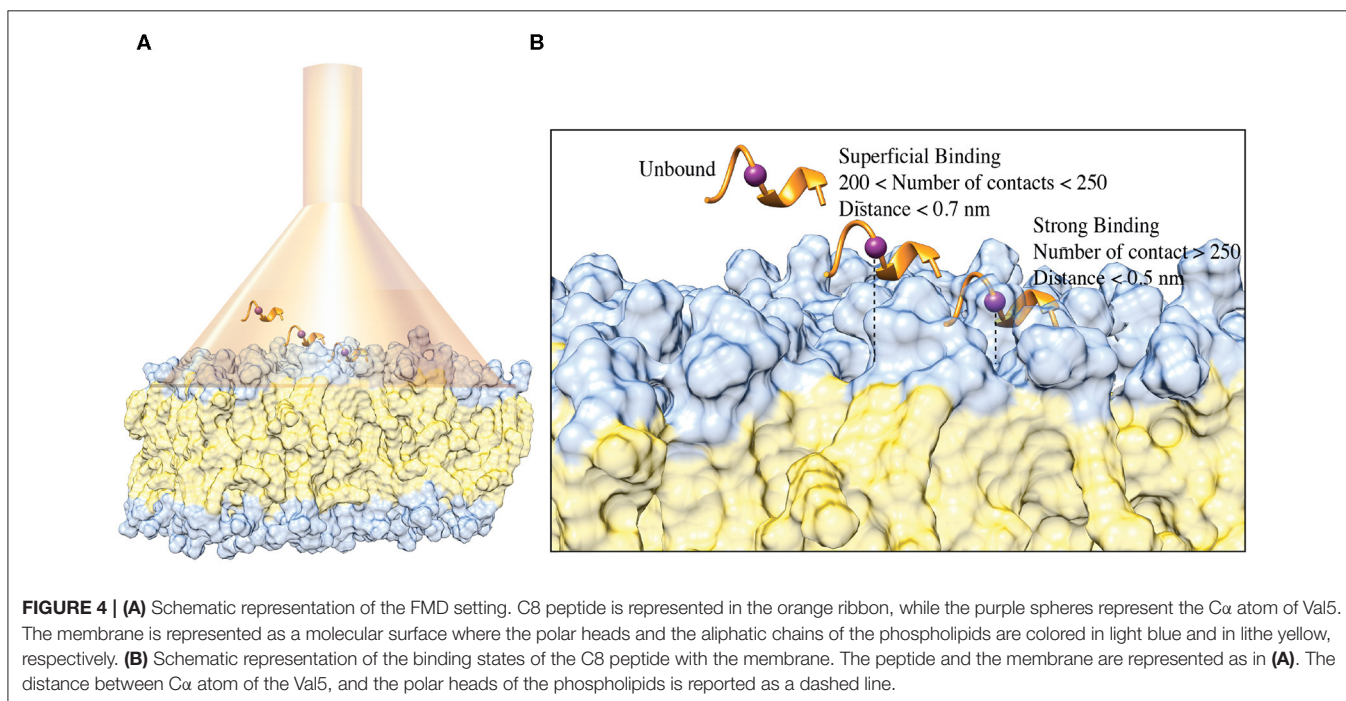 A
B
Unbound
Superficial Binding
200 < Number of contacts < 250
Distance < 0.7 nm
Strong Binding
Number of contact > 250
Distance < 0.5 nm
FIGURE 4 | (A) Schematic representation of the FMD setting. C8 peptide is represented in the orange ribbon, while the purple spheres represent the Cα atom of Val5.
The membrane is represented as a molecular surface where the polar heads and the aliphatic chains of the phospholipids are colored in light blue and in lithe yellow,
respectively. (B) Schematic representation of the binding states of the C8 peptide with the membrane. The peptide and the membrane are represented as in (A). The
distance between Cα atom of the Val5, and the polar heads of the phospholipids is reported as a dashed line.